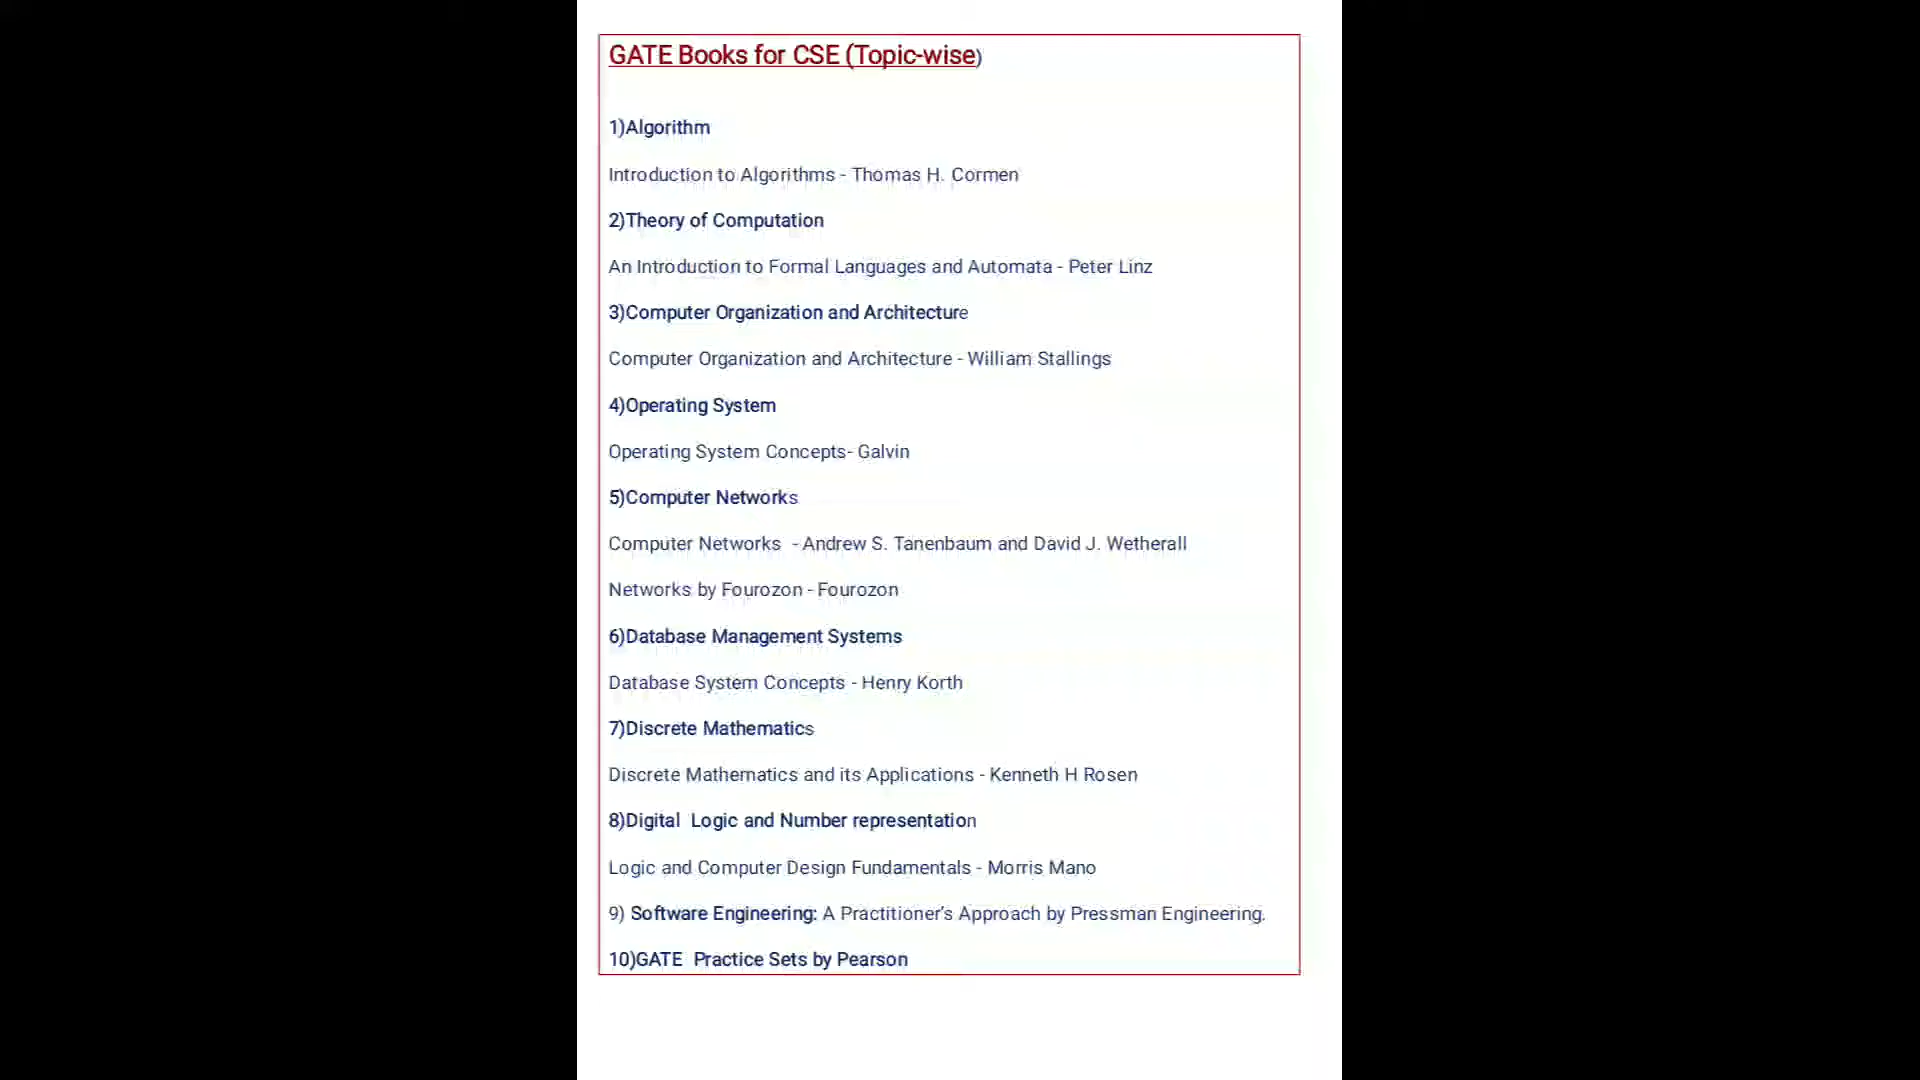 GATE Books for CSE (Topic-wise)
1)Algorithm
Introduction to Algorithms - Thomas H. Cormen
2)Theory of Computation
An Introduction to Formal Languages and Automata - Peter Linz
3)Computer Organization and Architecture
Computer Organization and Architecture - William Stallings
4)Operating System
Operating System Concepts- Galvin
5)Computer Networks
Computer Networks  - Andrew S. Tanenbaum and David J. Wetherall
Networks by Fourozon - Fourozon
6)Database Management Systems
Database System Concepts - Henry Korth
7)Discrete Mathematics
Discrete Mathematics and its Applications - Kenneth H Rosen
8)Digital  Logic and Number representation
Logic and Computer Design Fundamentals - Morris Mano
9) Software Engineering: A Practitioner's Approach by Pressman Engineering.
10)GATE  Practice Sets by Pearson